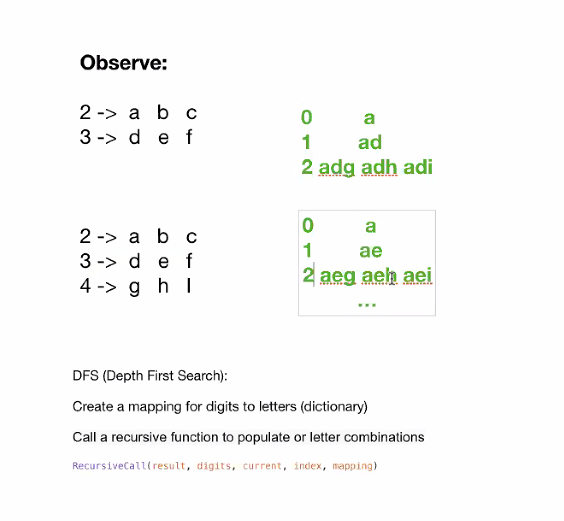 Observe:
2 -> a b c
3 -> d e f
0 a
1 ad
2 adg adh adi
2 -> a b c
3 -> d e f
4 -> g h I
0 a
1 ae
2 aeg aeh aei
...
DFS (Depth First Search):
Create a mapping for digits to letters (dictionary)
Call a recursive function to populate or letter combinations
RecursiveCall(result, digits, current, index, mapping)